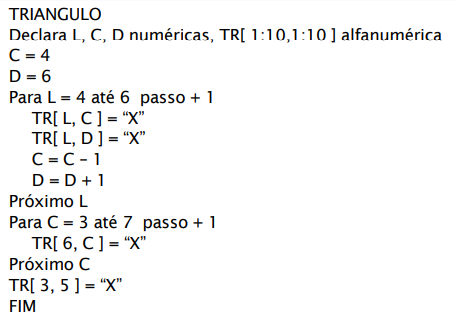 TRIANGULO
Declara L, C, D numéricas, TR[ 1:10,1:10 ] alfanumérica
C = 4
D = 6
Para L = 4 até 6 passo + 1
TR[ L, C ] = “X”
TR[ L, D ] = “X”
C = C – 1
D = D + 1
Próximo L
Para C = 3 até 7 passo + 1
TR[ 6, C ] = “X”
Próximo C
TR[ 3, 5 ] = “X”
FIM